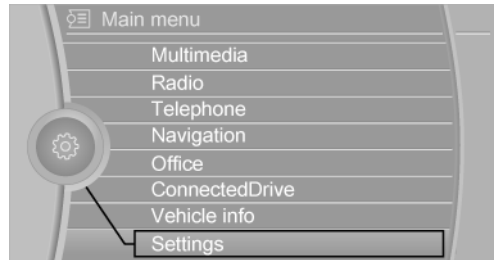 Main menu
Multimedia
Radio
Telephone
Navigation
Office
ConnectedDrive
Vehicle info
Settings